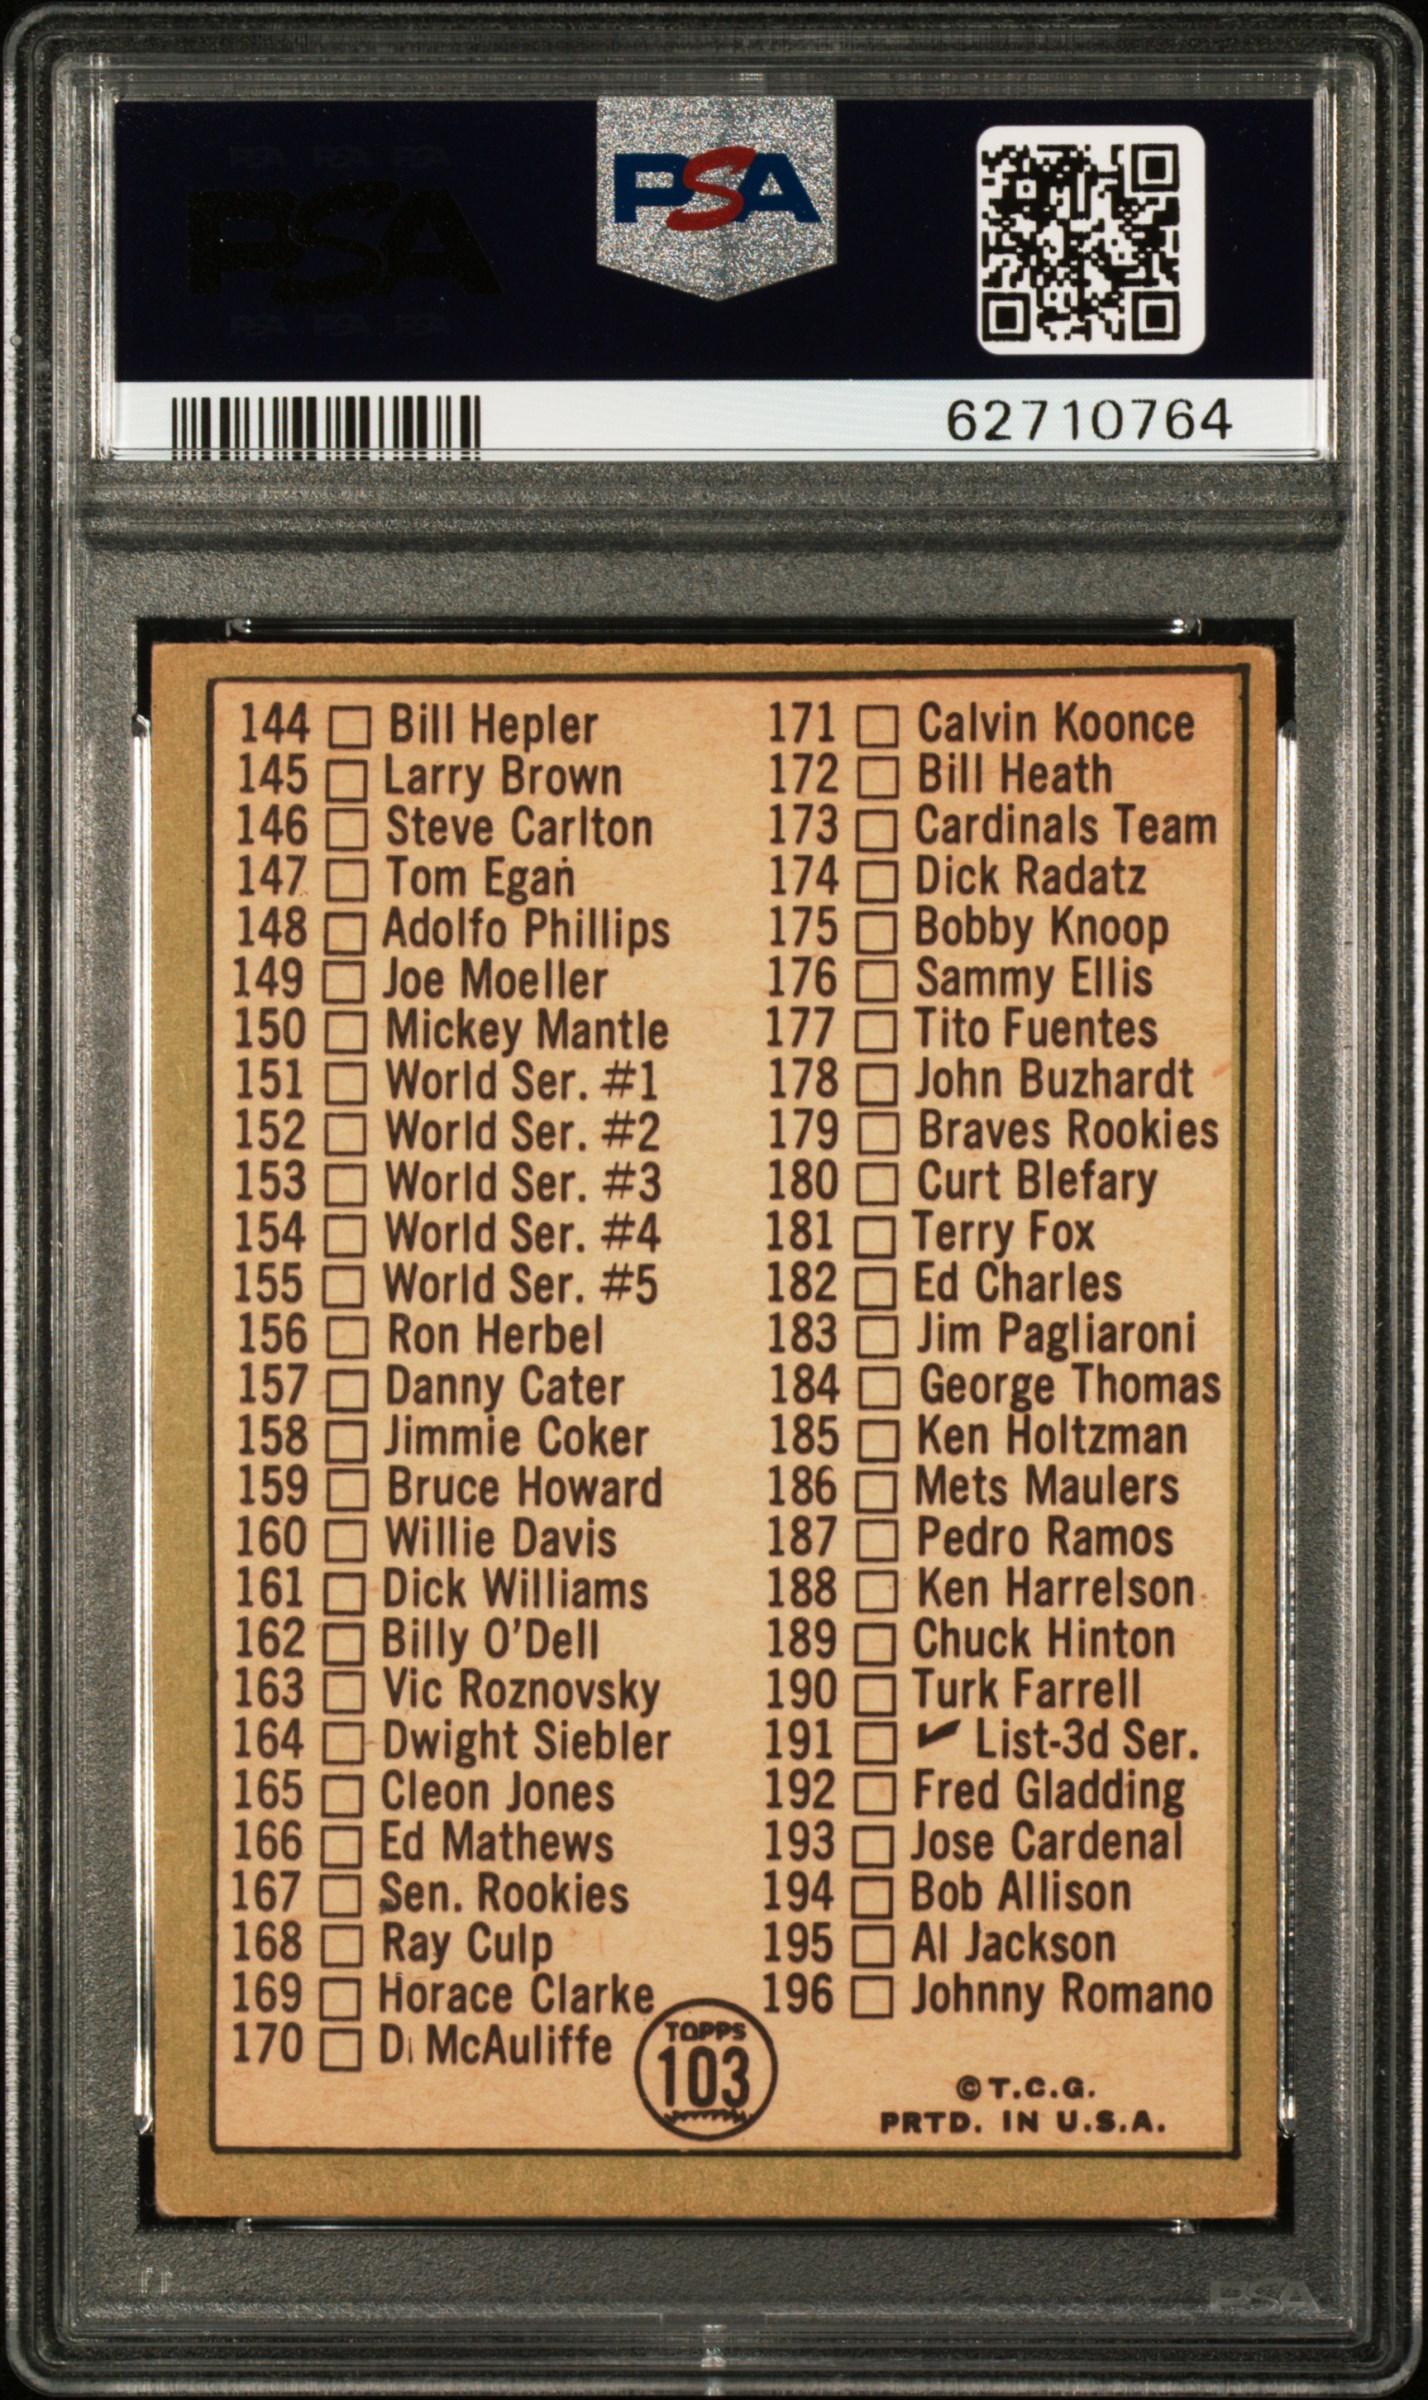 PSA PSA PSA
PSA
PSA PSA PSA
PSA
62710764
144 Bill Hepler
145 Larry Brown
146 Steve Carlton
147 Tom Egan
148 Adolfo Phillips
149 Joe Moeller
150 Mickey Mantle
151 World Ser. #1
152 World Ser. #2
153 World Ser. #3
154 World Ser. #4
155 World Ser. #5
156 Ron Herbel
157 Danny Cater
158 Jimmie Coker
159 Bruce Howard
160 Willie Davis
161 Dick Williams
162 Billy O'Dell
163 Vic Roznovsky
164 Dwight Siebler
165 Cleon Jones
166 Ed Mathews
167 Sen. Rookies
168 Ray Culp
169 Horace Clarke
170 D. McAuliffe
171 Calvin Koonce
172 Bill Heath
173 Cardinals Team
174 Dick Radatz
175 Bobby Knoop
176 Sammy Ellis
177 Tito Fuentes
178 John Buzhardt
179 Braves Rookies
180 Curt Blefary
181 Terry Fox
182 Ed Charles
183 Jim Pagliaroni
184 George Thomas
185 Ken Holtzman
186 Mets Maulers
187 Pedro Ramos
188 Ken Harrelson
189 Chuck Hinton
190 Turk Farrell
191 ✓ List-3d Ser.
192 Fred Gladding
193 Jose Cardenal
194 Bob Allison
195 Al Jackson
196 Johnny Romano
TOPPS
103
©T.C.G.
PRTD. IN U.S.A.
PSA